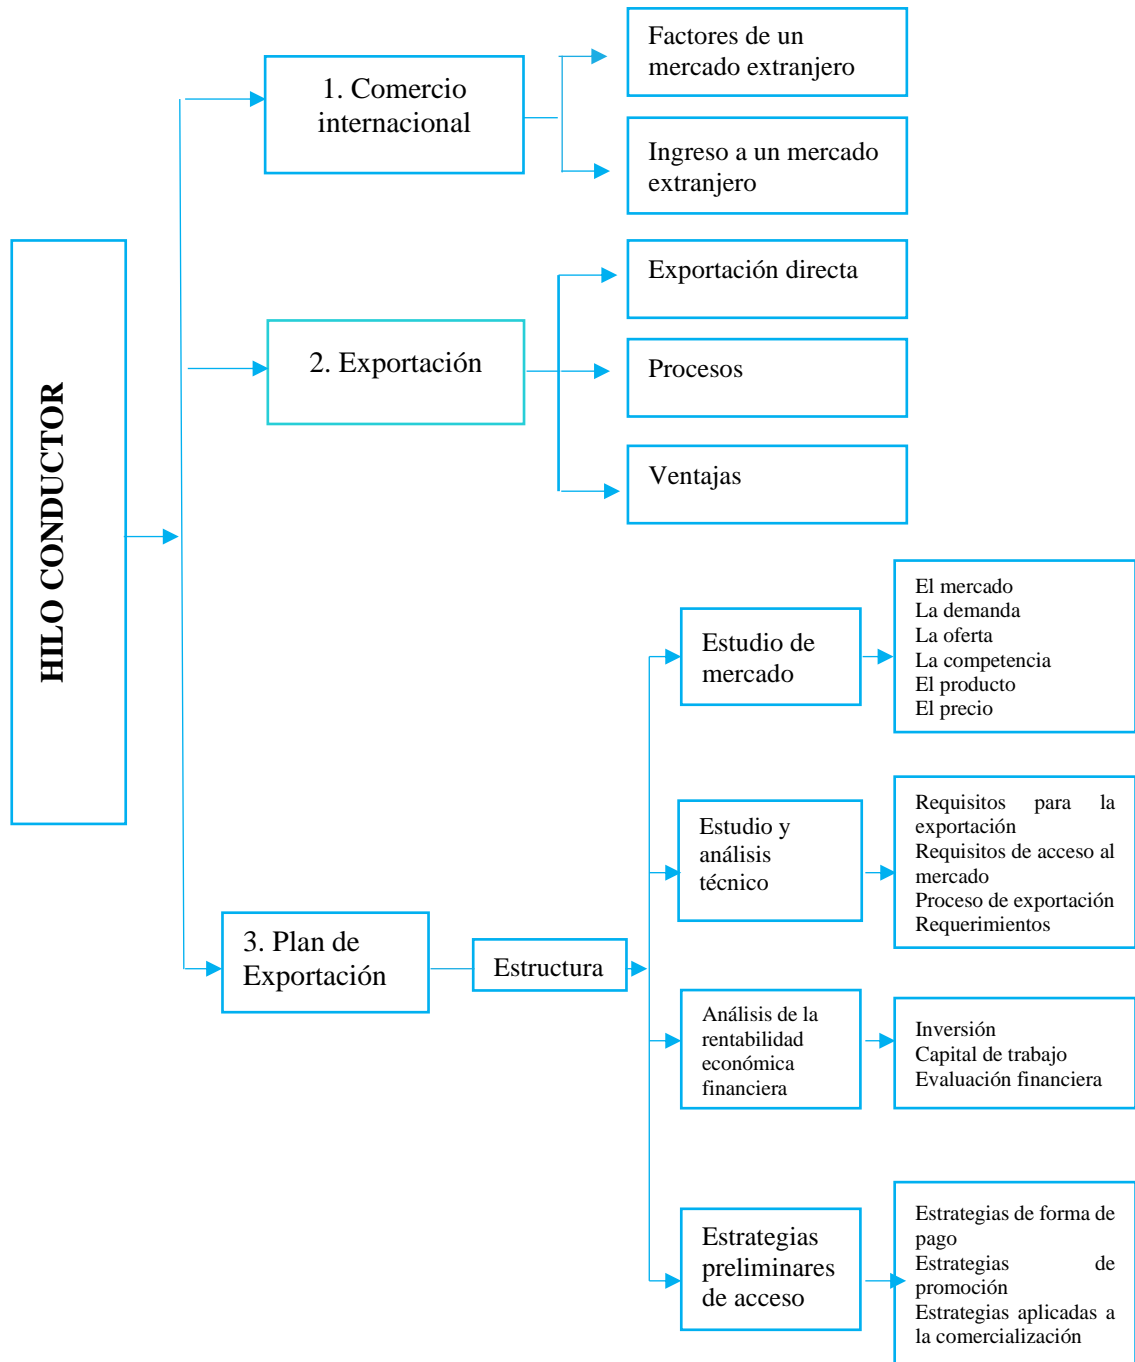 HILO CONDUCTOR
1. Comercio
internacional
Factores de un
mercado extranjero
Ingreso a un mercado
extranjero
2. Exportación
Exportación directa
Procesos
Ventajas
3. Plan de
Exportación
Estructura
Estudio de
mercado
El mercado
La demanda
La oferta
La competencia
El producto
El precio
Estudio y
análisis
técnico
Requisitos para la
exportación
Requisitos de acceso al
mercado
Proceso de exportación
Requerimientos
Análisis de la
rentabilidad
económica
financiera
Inversión
Capital de trabajo
Evaluación financiera
Estrategias
preliminares
de acceso
Estrategias de forma de
pago
Estrategias de
promoción
Estrategias aplicadas a
la comercialización